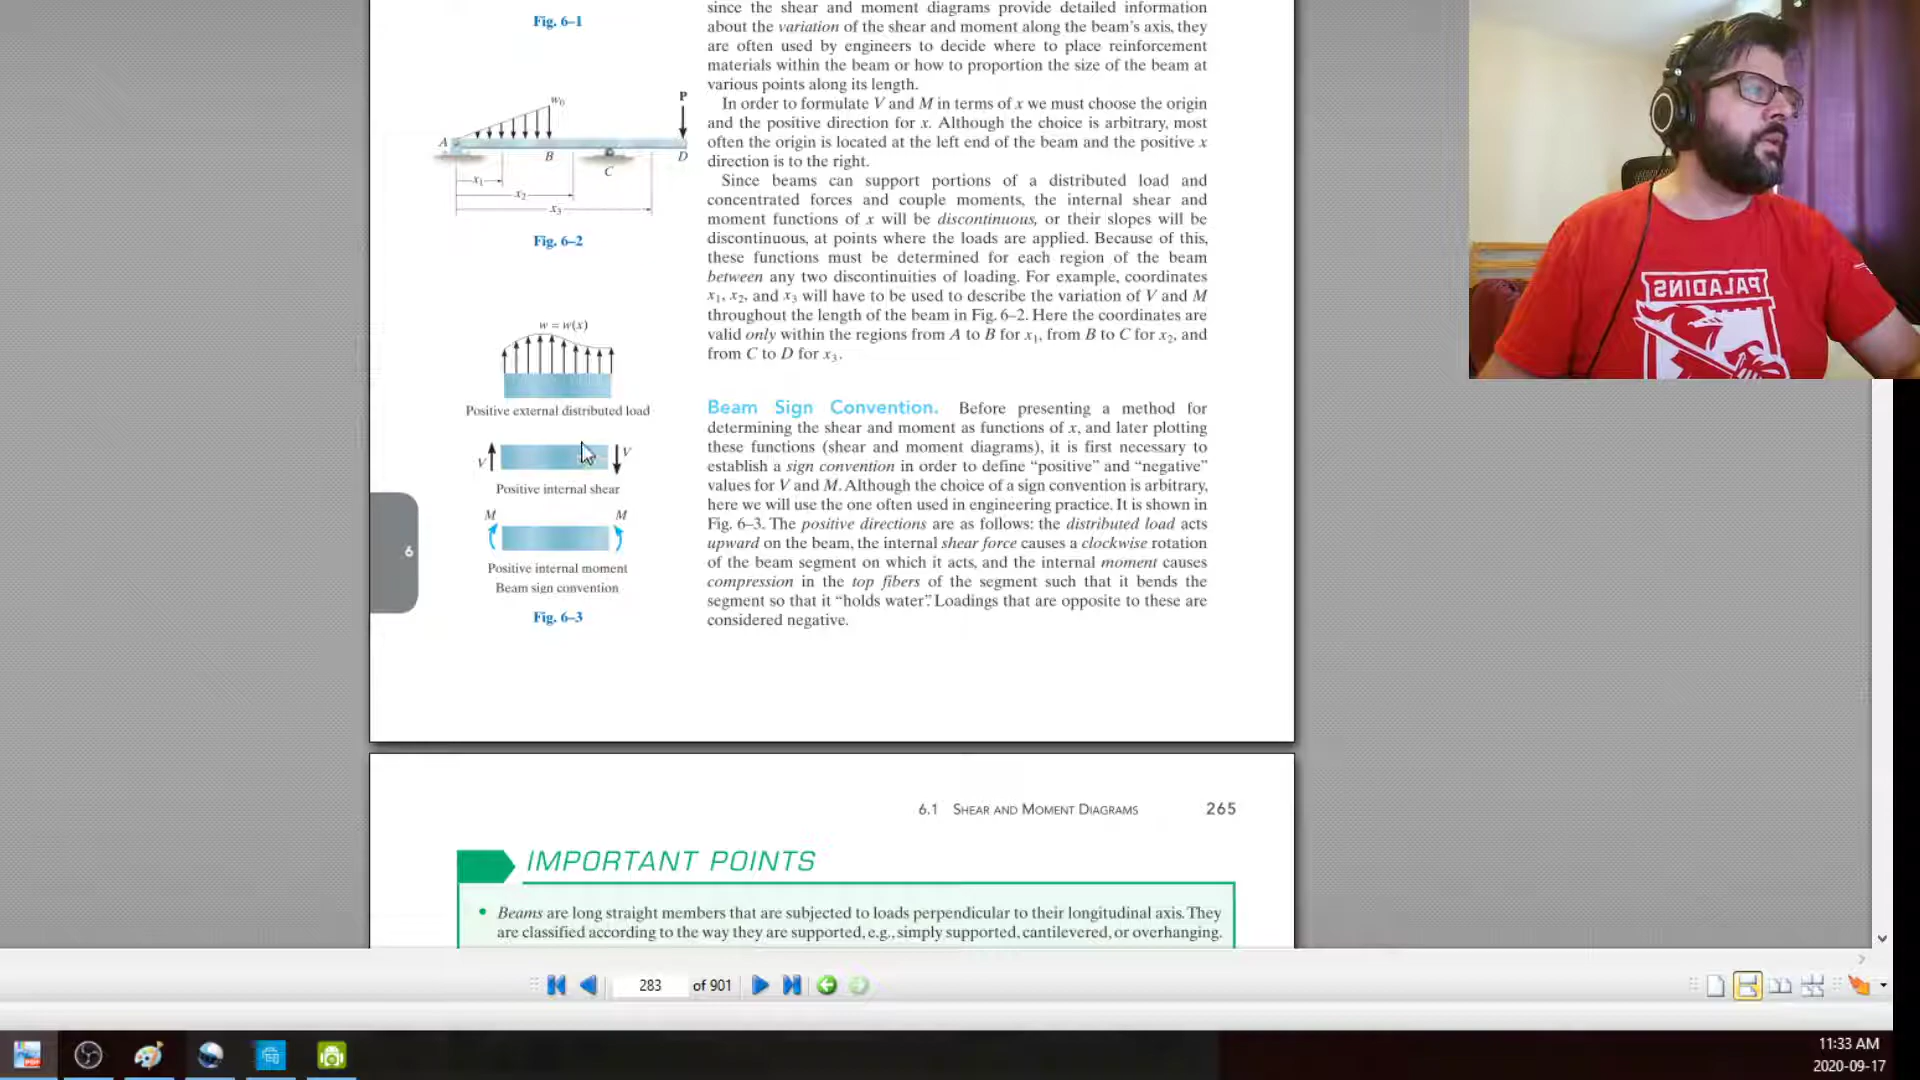 Fig. 6–1
w0
P
A
B
C
D
x1
x2
x3
Fig. 6–2
w = w(x)
Positive external distributed load
V
V
Positive internal shear
M
M
Positive internal moment
Beam sign convention
Fig. 6–3
6
since the shear and moment diagrams provide detailed information
about the variation of the shear and moment along the beam's axis, they
are often used by engineers to decide where to place reinforcement
materials within the beam or how to proportion the size of the beam at
various points along its length.
In order to formulate V and M in terms of x we must choose the origin
and the positive direction for x. Although the choice is arbitrary, most
often the origin is located at the left end of the beam and the positive x
direction is to the right.
Since beams can support portions of a distributed load and
concentrated forces and couple moments, the internal shear and
moment functions of x will be discontinuous, or their slopes will be
discontinuous, at points where the loads are applied. Because of this,
these functions must be determined for each region of the beam
between any two discontinuities of loading. For example, coordinates
x1, x2, and x3 will have to be used to describe the variation of V and M
throughout the length of the beam in Fig. 6–2. Here the coordinates are
valid only within the regions from A to B for x1, from B to C for x2, and
from C to D for x3.
Beam Sign Convention. Before presenting a method for
determining the shear and moment as functions of x, and later plotting
these functions (shear and moment diagrams), it is first necessary to
establish a sign convention in order to define “positive” and “negative”
values for V and M. Although the choice of a sign convention is arbitrary,
here we will use the one often used in engineering practice. It is shown in
Fig. 6–3. The positive directions are as follows: the distributed load acts
upward on the beam, the internal shear force causes a clockwise rotation
of the beam segment on which it acts, and the internal moment causes
compression in the top fibers of the segment such that it bends the
segment so that it “holds water”. Loadings that are opposite to these are
considered negative.
PALADINS
6.1 SHEAR AND MOMENT DIAGRAMS 265
IMPORTANT POINTS
• Beams are long straight members that are subjected to loads perpendicular to their longitudinal axis. They
are classified according to the way they are supported, e.g., simply supported, cantilevered, or overhanging.
283 of 901
11:33 AM
2020-09-17